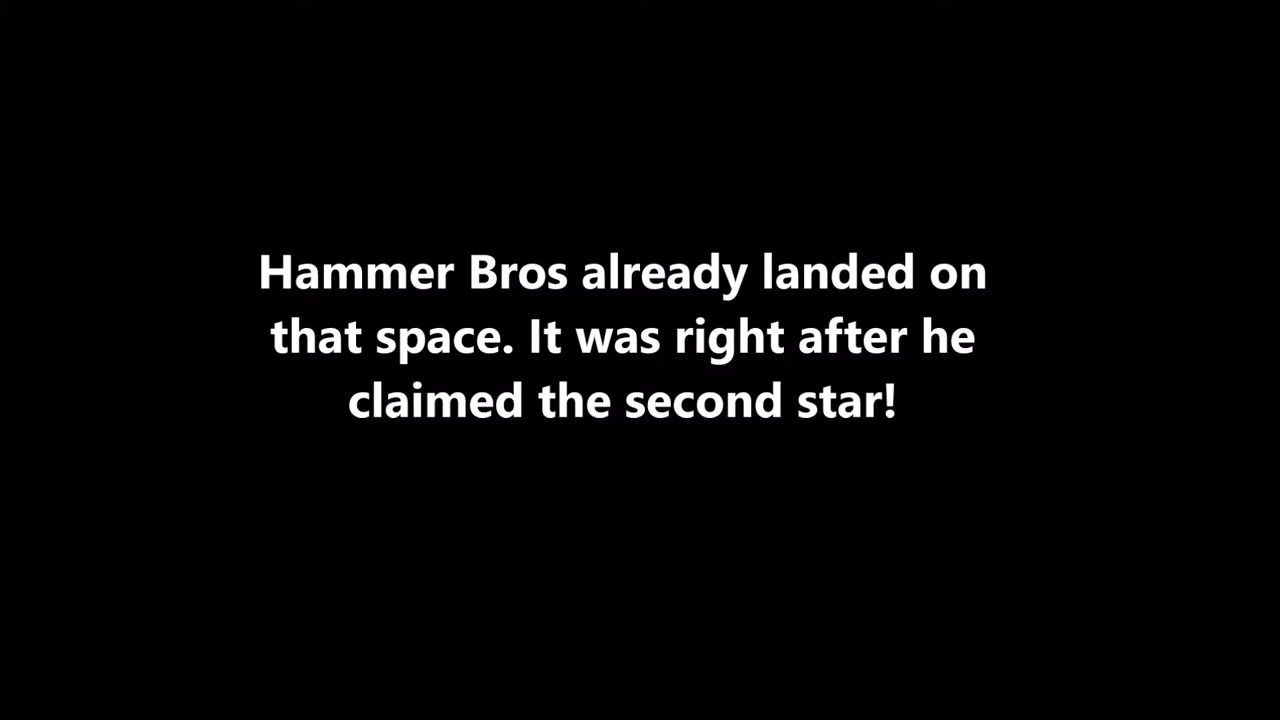 Hammer Bros already landed on
that space. It was right after he
claimed the second star!